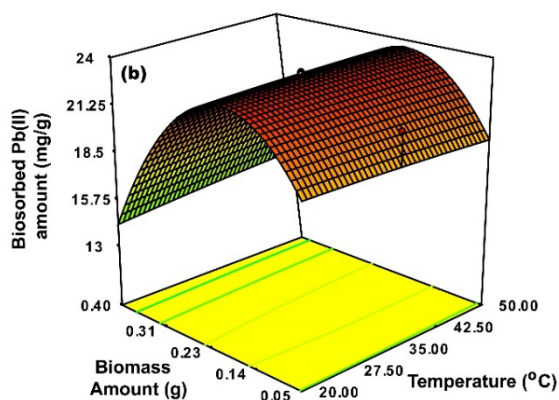 (b)
Biosorbed Pb(II)
amount (mg/g)
24
21.25
18.5
15.75
13
0.40
0.31
0.23
0.14
0.05
Biomass
Amount (g)
50.00
42.50
35.00
27.50
20.00
Temperature (°C)